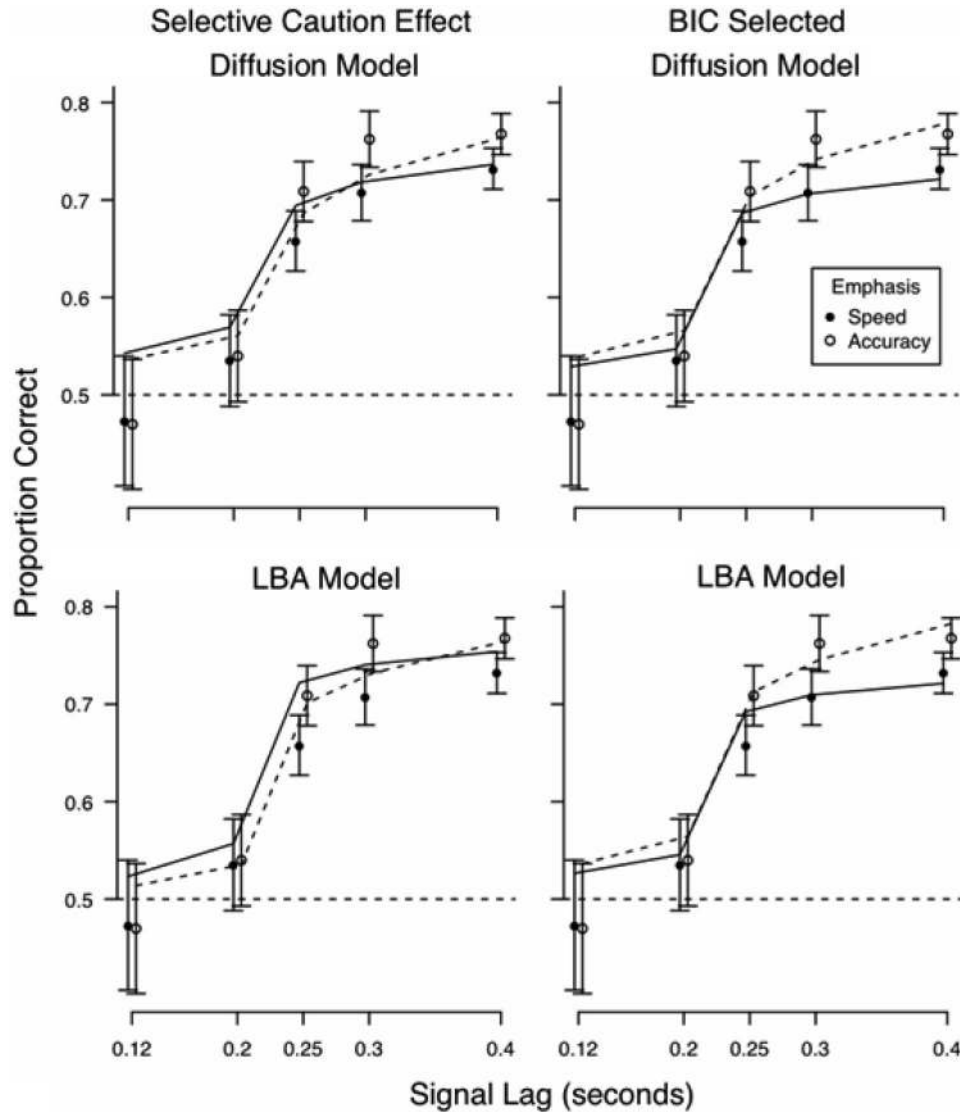 Selective Caution Effect
Diffusion Model
BIC Selected
Diffusion Model
0.8
0.7
0.6
0.5
Emphasis
Speed
Accuracy
Proportion Correct
LBA Model
LBA Model
0.8
0.7
0.6
0.5
0.12 0.2 0.25 0.3 0.4
0.12 0.2 0.25 0.3 0.4
Signal Lag (seconds)